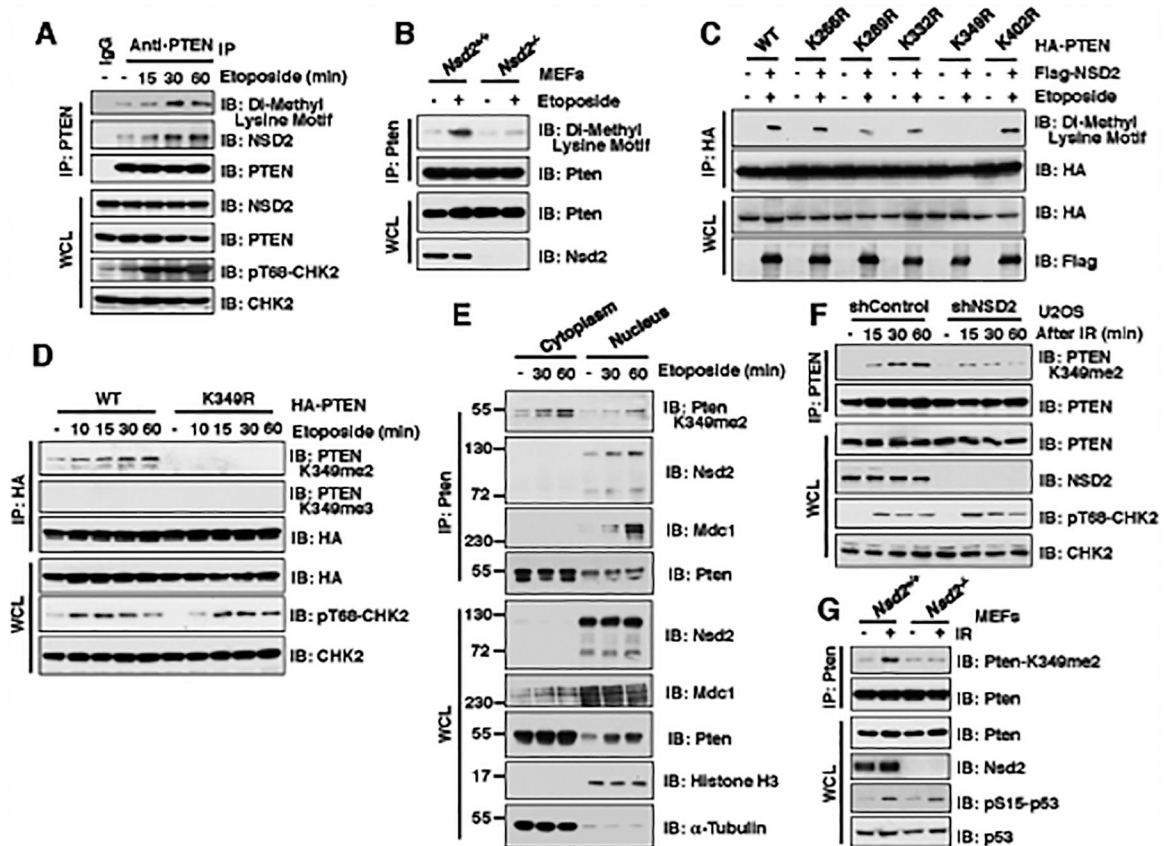 A
IgG
Anti-PTEN IP
- - 15 30 60 Etoposide (min)
IP: PTEN
IB: Di-Methyl
Lysine Motif
IB: NSD2
IB: PTEN
WCL
IB: NSD2
IB: PTEN
IB: pT68-CHK2
IB: CHK2
B
Nsd2+/+ Nsd2-/-
MEFs
- + - + Etoposide
IP: Pten
IB: Di-Methyl
Lysine Motif
IB: Pten
WCL
IB: Pten
IB: Nsd2
C
WT K266R K289R K332R K349R K402R
HA-PTEN
- + - + - + - + - + - + Flag-NSD2
- + - + - + - + - + - + Etoposide
IP: HA
IB: Di-Methyl
Lysine Motif
IB: HA
WCL
IB: HA
IB: Flag
D
WT K349R HA-PTEN
- 10 15 30 60 - 10 15 30 60 Etoposide (min)
IP: HA
IB: PTEN
K349me2
IB: PTEN
K349me3
IB: HA
WCL
IB: HA
IB: pT68-CHK2
IB: CHK2
E
Cytoplasm Nucleus
- 30 60 - 30 60 Etoposide (min)
IP: Pten
55 IB: Pten
K349me2
130
IB: Nsd2
72
IB: Mdc1
230
55 IB: Pten
WCL
130
IB: Nsd2
72
IB: Mdc1
230
55 IB: Pten
17 IB: Histone H3
55 IB: α-Tubulin
F
shControl shNSD2 U2OS
- 15 30 60 - 15 30 60 After IR (min)
IP: PTEN
IB: PTEN
K349me2
IB: PTEN
WCL
IB: PTEN
IB: NSD2
IB: pT68-CHK2
IB: CHK2
G
Nsd2+/+ Nsd2-/-
MEFs
- + - + IR
IP: Pten
IB: Pten-K349me2
IB: Pten
WCL
IB: Pten
IB: Nsd2
IB: pS15-p53
IB: p53